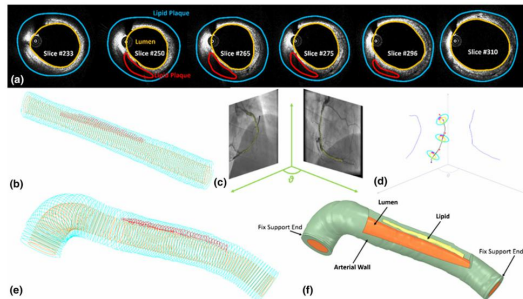 Lipid Plaque
Lumen
Slice #233
Slice #250
Slice #265
Slice #275
Slice #296
Slice #310
Lipid Plaque
(a)
(b)
(c)
ϑ
(d)
Lumen
Lipid
Fix Support End
Arterial Wall
Fix Support End
(e)
(f)